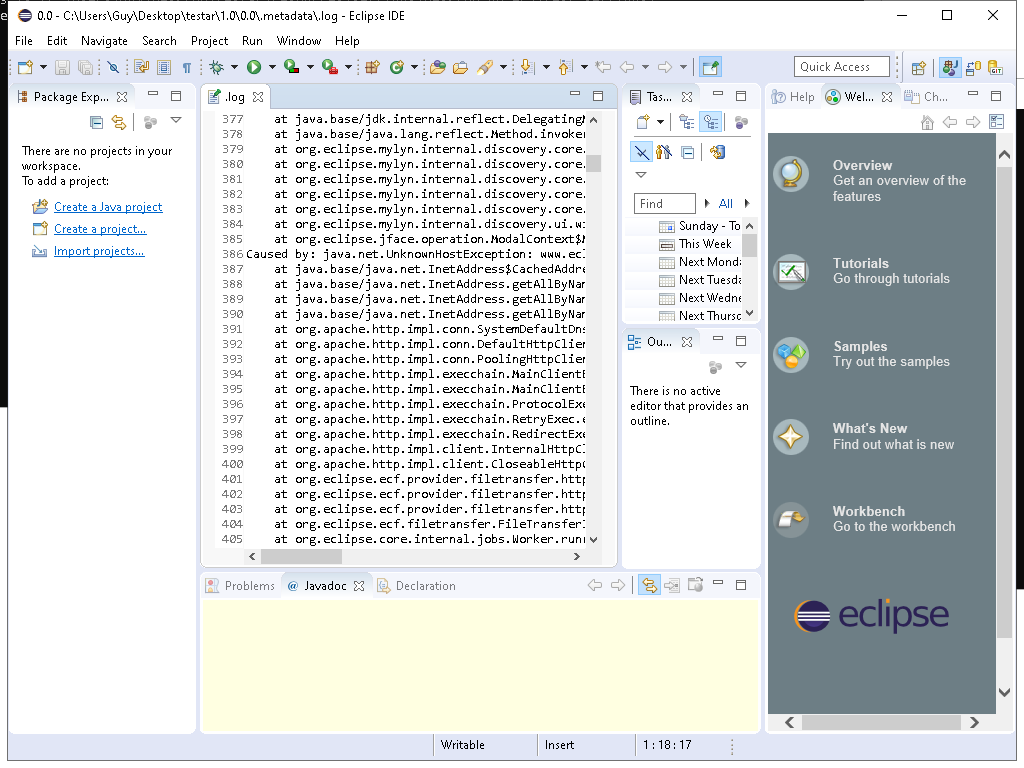 0.0 - C:\Users\Guy\Desktop\testar\1.0\0.0\.metadata\.log - Eclipse IDE
File Edit Navigate Search Project Run Window Help
Quick Access
Package Exp...
There are no projects in your
workspace.
To add a project:
Create a Java project
Create a project...
Import projects...
.log
377 at java.base/jdk.internal.reflect.Delegating
378 at java.base/java.lang.reflect.Method.invoke
379 at org.eclipse.mylyn.internal.discovery.core.
380 at org.eclipse.mylyn.internal.discovery.core.
381 at org.eclipse.mylyn.internal.discovery.core.
382 at org.eclipse.mylyn.internal.discovery.core.
383 at org.eclipse.mylyn.internal.discovery.core.
384 at org.eclipse.mylyn.internal.discovery.ui.wi
385 at org.eclipse.jface.operation.ModalContext$M
386 Caused by: java.net.UnknownHostException: www.ecl
387 at java.base/java.net.InetAddress$CachedAddre
388 at java.base/java.net.InetAddress.getAllByNam
389 at java.base/java.net.InetAddress.getAllByNam
390 at java.base/java.net.InetAddress.getAllByNam
391 at org.apache.http.impl.conn.SystemDefaultDns
392 at org.apache.http.impl.conn.DefaultHttpClien
393 at org.apache.http.impl.conn.PoolingHttpClien
394 at org.apache.http.impl.execchain.MainClientE
395 at org.apache.http.impl.execchain.MainClientE
396 at org.apache.http.impl.execchain.ProtocolExe
397 at org.apache.http.impl.execchain.RetryExec.e
398 at org.apache.http.impl.execchain.RedirectExe
399 at org.apache.http.impl.client.InternalHttpCl
400 at org.apache.http.impl.client.CloseableHttpC
401 at org.eclipse.ecf.provider.filetransfer.http
402 at org.eclipse.ecf.provider.filetransfer.http
403 at org.eclipse.ecf.provider.filetransfer.http
404 at org.eclipse.ecf.filetransfer.FileTransferJ
405 at org.eclipse.core.internal.jobs.Worker.run
Tas...
Find All
Sunday - To
This Week
Next Mond
Next Tuesda
Next Wedne
Next Thursd
Ou...
There is no active
editor that provides an
outline.
Help Wel... Ch...
Overview
Get an overview of the
features
Tutorials
Go through tutorials
Samples
Try out the samples
What's New
Find out what is new
Workbench
Go to the workbench
eclipse
Problems @ Javadoc Declaration
Writable Insert 1 : 18 : 17